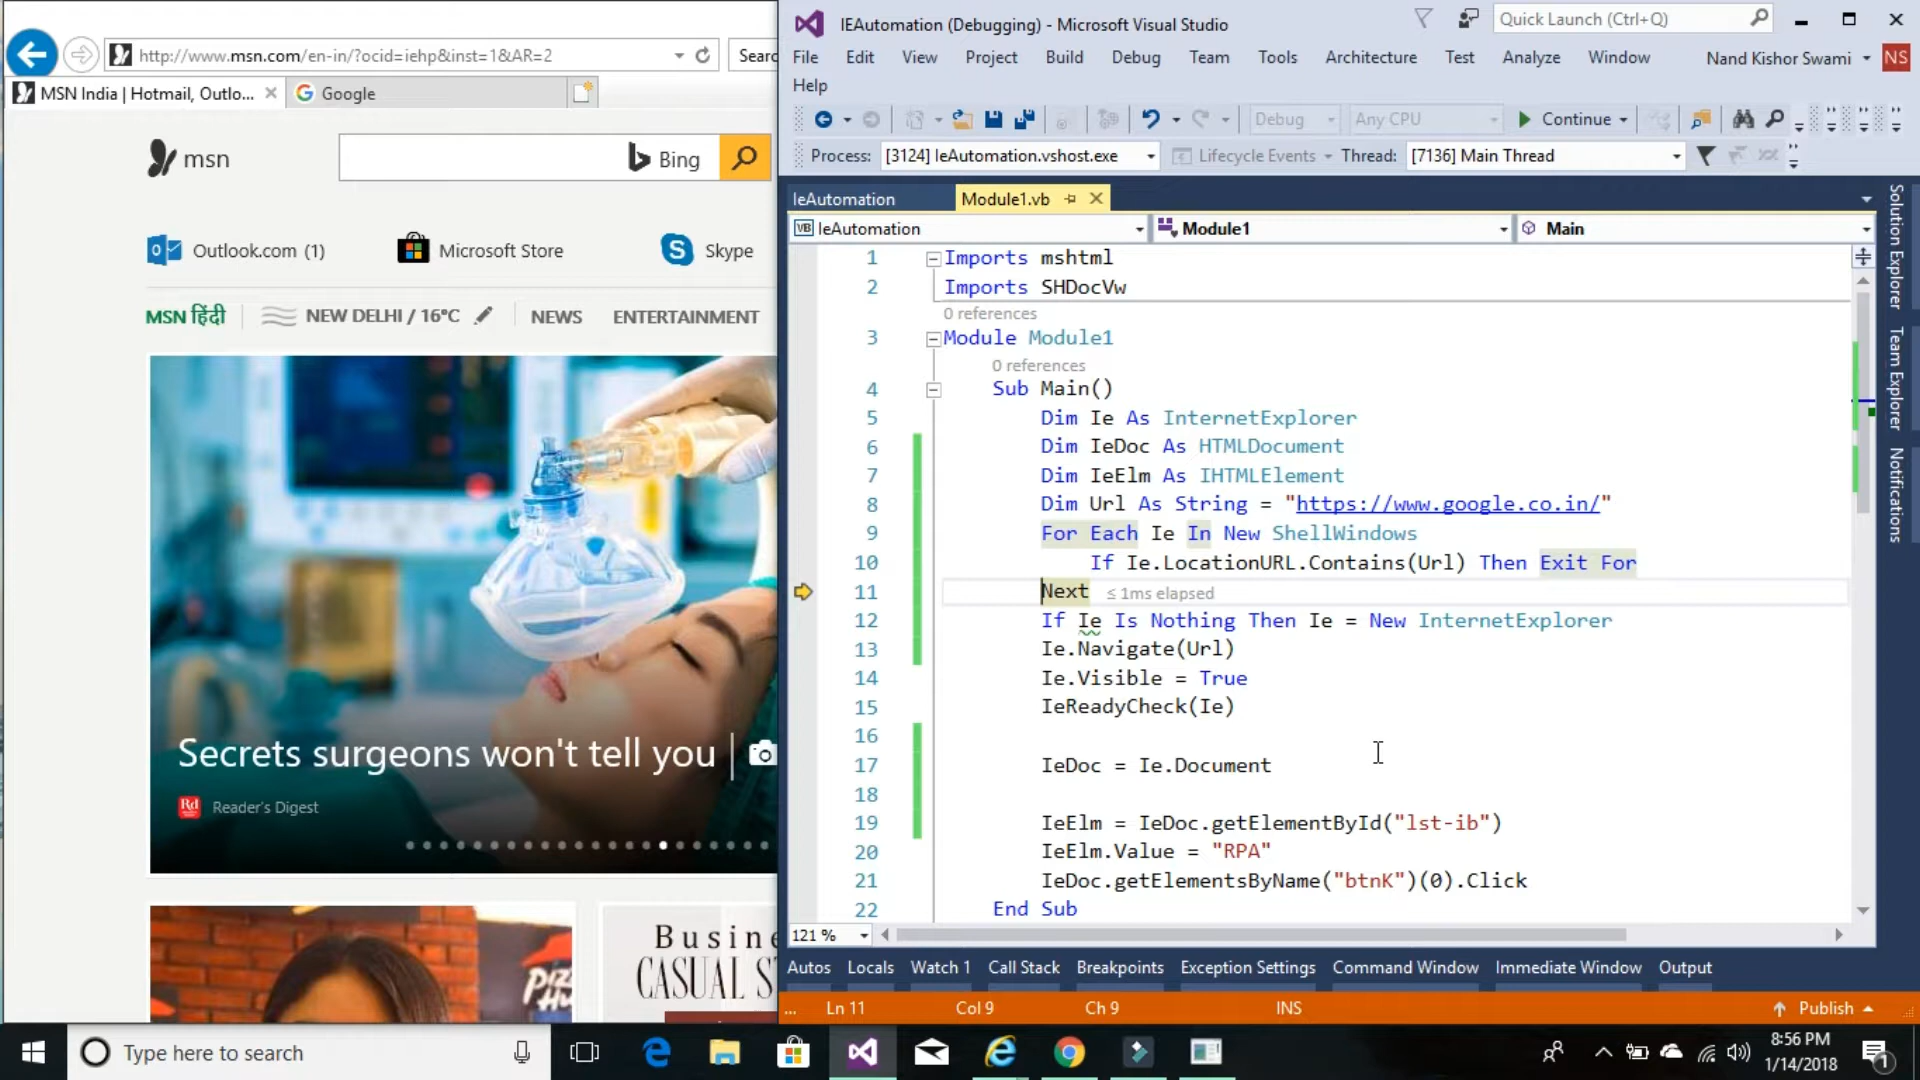 http://www.msn.com/en-in/?ocid=iehp&inst=1&AR=2
Searc
MSN India | Hotmail, Outlo...
Google
msn
Bing
Outlook.com (1)
Microsoft Store
Skype
MSN हिंदी
NEW DELHI / 16°C
NEWS
ENTERTAINMENT
Secrets surgeons won't tell you
Rd
Reader's Digest
Busine
CASUAL S
IEAutomation (Debugging) - Microsoft Visual Studio
Quick Launch (Ctrl+Q)
File Edit View Project Build Debug Team Tools Architecture Test Analyze Window
Nand Kishor Swami
NS
Help
Debug
Any CPU
Continue
Process: [3124] IeAutomation.vshost.exe
Lifecycle Events
Thread: [7136] Main Thread
IeAutomation
Module1.vb
VB IeAutomation
Module1
Main
1 Imports mshtml
2 Imports SHDocVw
0 references
3 Module Module1
0 references
4 Sub Main()
5 Dim Ie As InternetExplorer
6 Dim IeDoc As HTMLDocument
7 Dim IeElm As IHTMLElement
8 Dim Url As String = "https://www.google.co.in/"
9 For Each Ie In New ShellWindows
10 If Ie.LocationURL.Contains(Url) Then Exit For
11 Next ≤ 1ms elapsed
12 If Ie Is Nothing Then Ie = New InternetExplorer
13 Ie.Navigate(Url)
14 Ie.Visible = True
15 IeReadyCheck(Ie)
16
17 IeDoc = Ie.Document
18
19 IeElm = IeDoc.getElementById("lst-ib")
20 IeElm.Value = "RPA"
21 IeDoc.getElementsByName("btnK")(0).Click
22 End Sub
121 %
Solution Explorer
Team Explorer
Notifications
Autos Locals Watch 1 Call Stack Breakpoints Exception Settings Command Window Immediate Window Output
... Ln 11 Col 9 Ch 9 INS
Publish
Type here to search
8:56 PM
1/14/2018
1